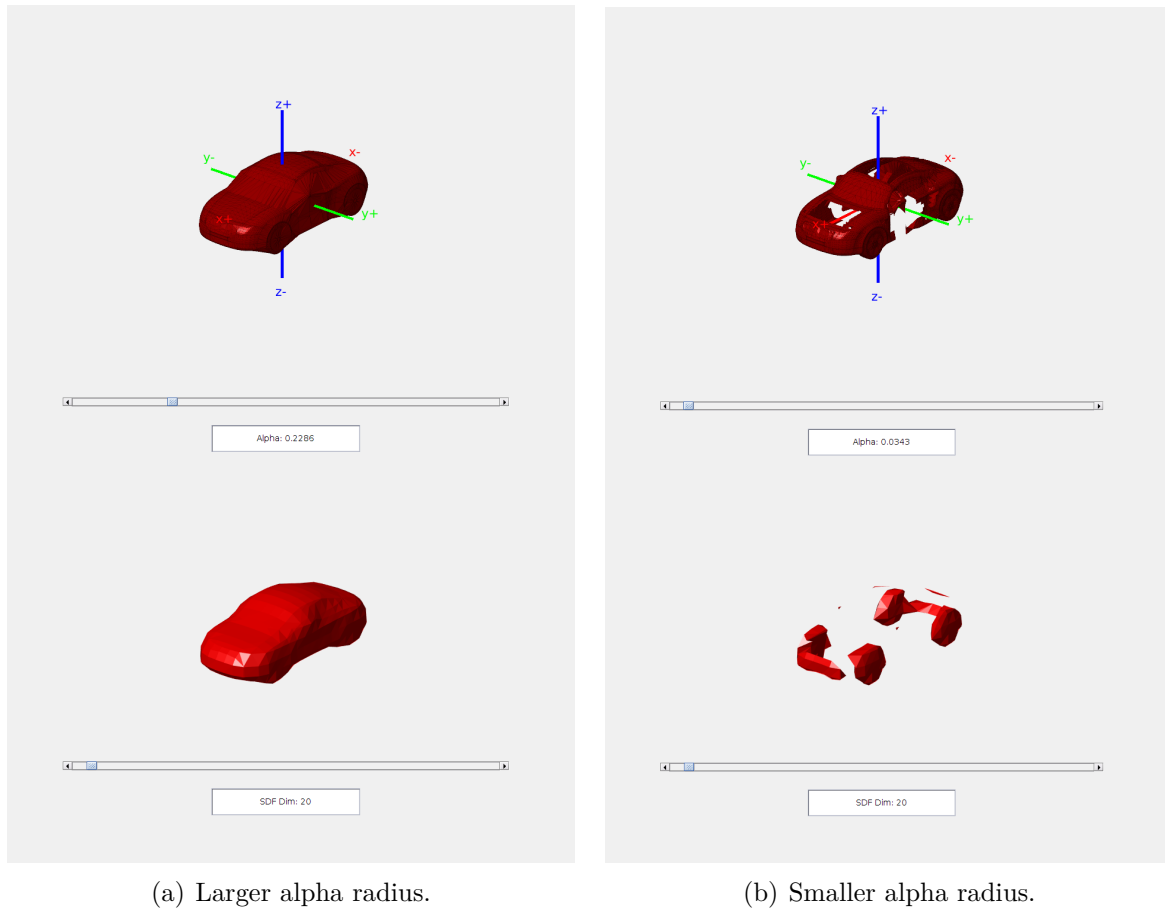 z+
y-
x-
x+
y+
z-
Alpha: 0.2286
SDF Dim: 20
(a) Larger alpha radius.
z+
y-
x-
x+
y+
z-
Alpha: 0.0343
SDF Dim: 20
(b) Smaller alpha radius.